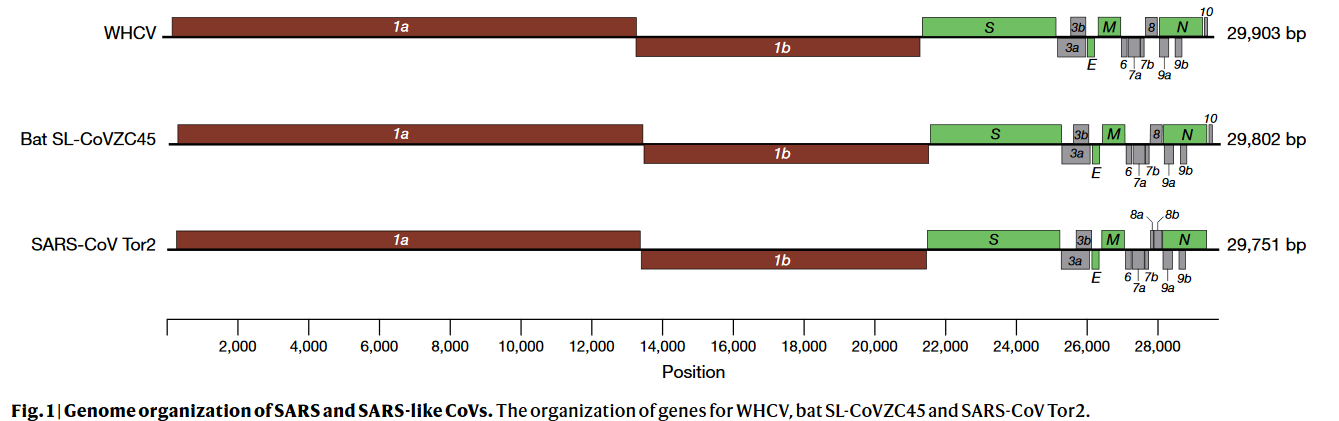 10
WHCV 1a S 3b M 8 N 29,903 bp
1b 3a
E 6 7b 9b
7a 9a
10
Bat SL-CoVZC45 1a S 3b M 8 N 29,802 bp
1b 3a
E 6 7b 9b
7a 9a
8a 8b
SARS-CoV Tor2 1a S 3b M N 29,751 bp
1b 3a
E 6 7b 9b
7a 9a
2,000 4,000 6,000 8,000 10,000 12,000 14,000 16,000 18,000 20,000 22,000 24,000 26,000 28,000
Position
Fig. 1 | Genome organization of SARS and SARS-like CoVs. The organization of genes for WHCV, bat SL-CoVZC45 and SARS-CoV Tor2.